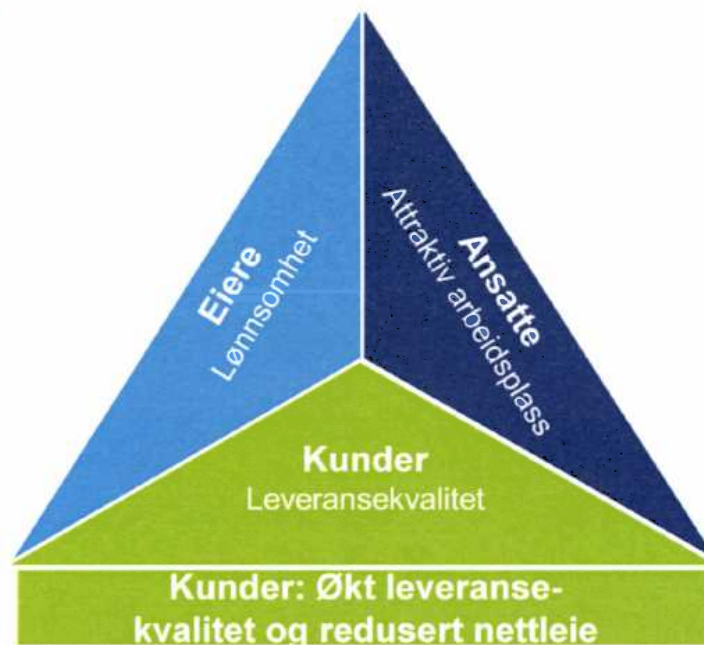 Eiere
Lønnsomhet
Ansatte
Attraktiv arbeidsplass
Kunder
Leveransekvalitet
Kunder: Økt leveranse-
kvalitet og redusert nettleie